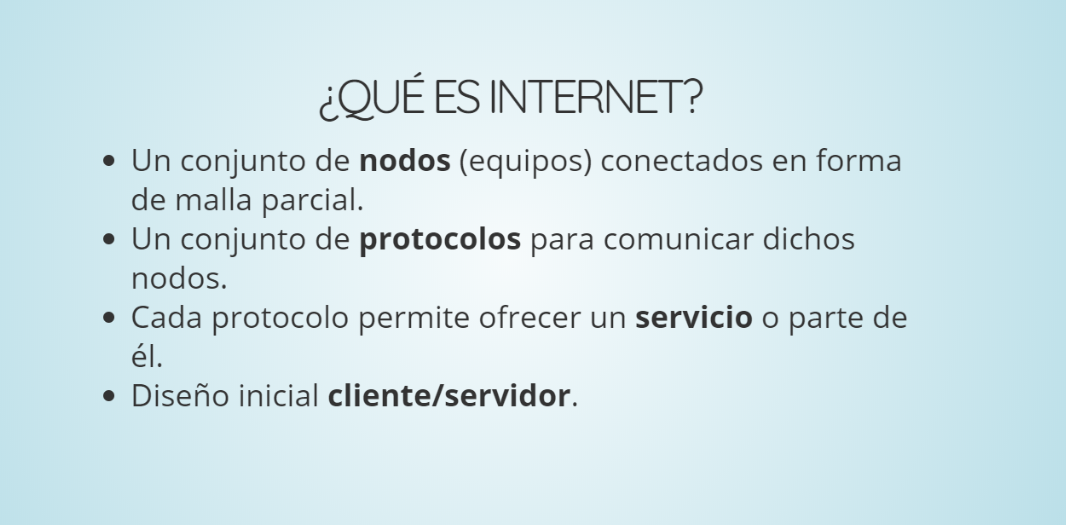 ¿QUÉ ES INTERNET?
• Un conjunto de nodos (equipos) conectados en forma
de malla parcial.
• Un conjunto de protocolos para comunicar dichos
nodos.
• Cada protocolo permite ofrecer un servicio o parte de
él.
• Diseño inicial cliente/servidor.